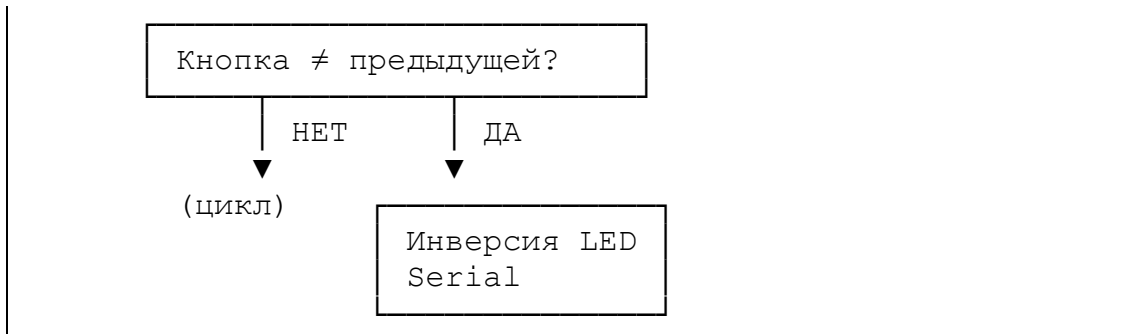 Кнопка ≠ предыдущей?
НЕТ ДА
(цикл)
Инверсия LED
Serial